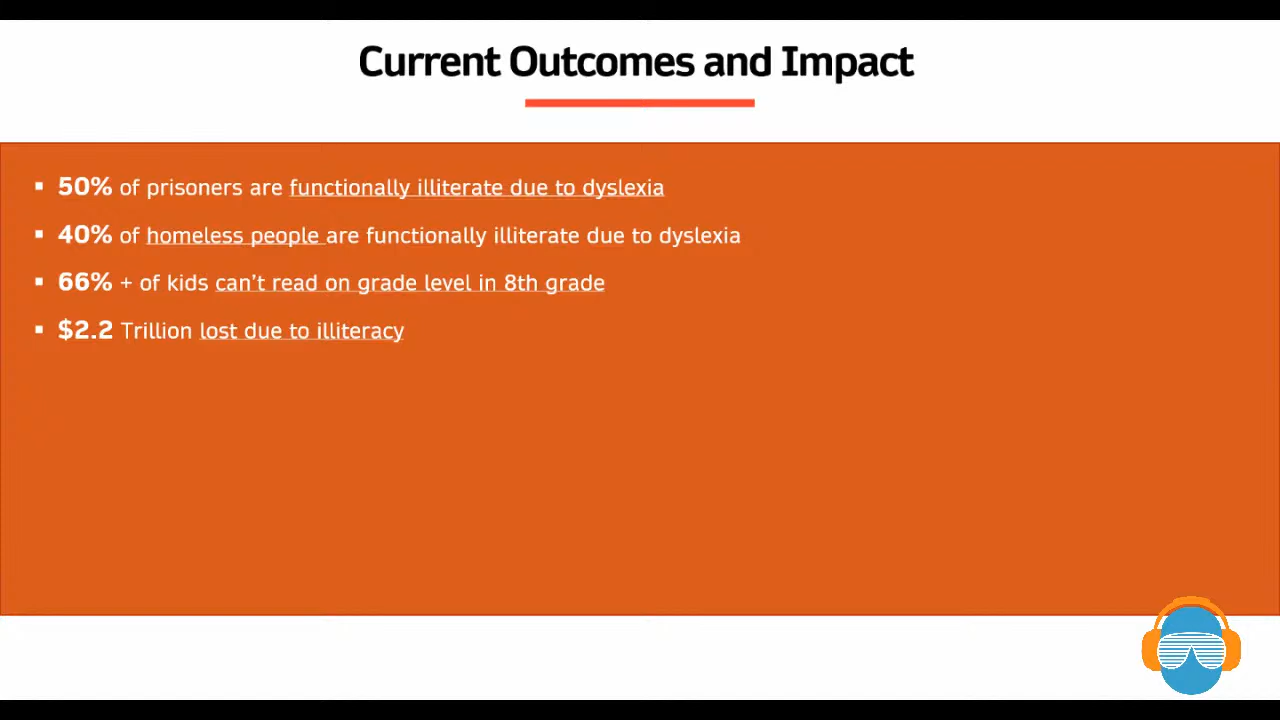 Current Outcomes and Impact
▪ 50% of prisoners are functionally illiterate due to dyslexia
▪ 40% of homeless people are functionally illiterate due to dyslexia
▪ 66% + of kids can't read on grade level in 8th grade
▪ $2.2 Trillion lost due to illiteracy